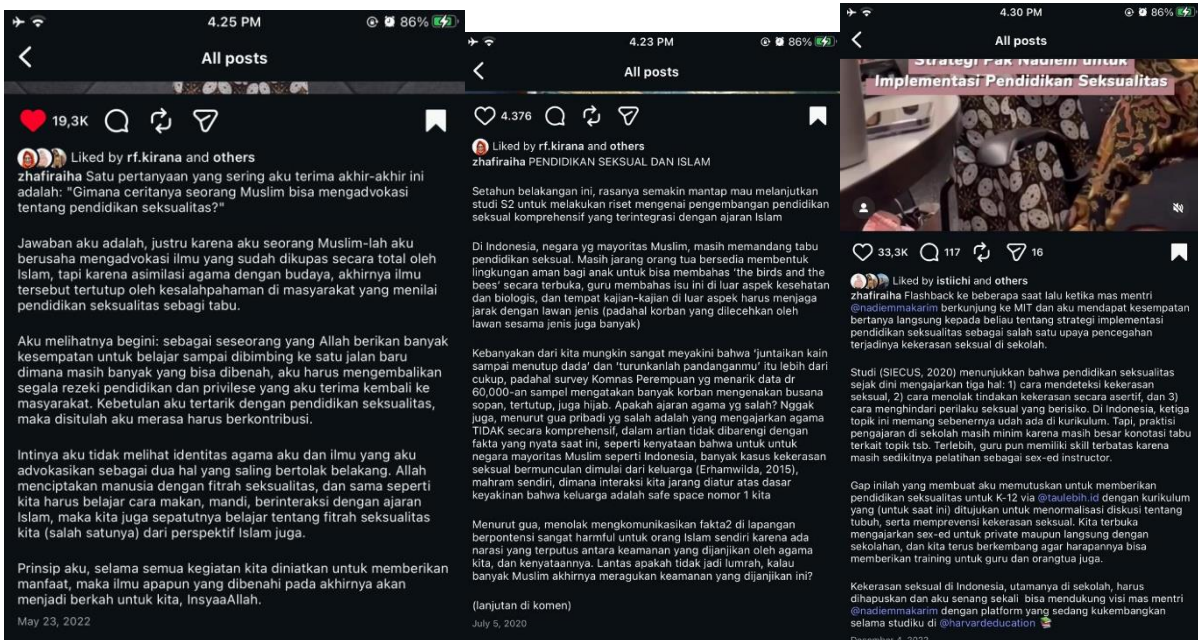 4.25 PM
86%
All posts
19,3K
Liked by rf.kirana and others
zhafiraiha Satu pertanyaan yang sering aku terima akhir-akhir ini
adalah: "Gimana ceritanya seorang Muslim bisa mengadvokasi
tentang pendidikan seksualitas?"
Jawaban aku adalah, justru karena aku seorang Muslim-lah aku
berusaha mengadvokasi ilmu yang sudah dikupas secara total oleh
Islam, tapi karena asimilasi agama dengan budaya, akhirnya ilmu
tersebut tertutup oleh kesalahpahaman di masyarakat yang menilai
pendidikan seksualitas sebagai tabu.
Aku melihatnya begini: sebagai seseorang yang Allah berikan banyak
kesempatan untuk belajar sampai dibimbing ke satu jalan baru
dimana masih banyak yang bisa dibenah, aku harus mengembalikan
segala rezeki pendidikan dan privilese yang aku terima kembali ke
masyarakat. Kebetulan aku tertarik dengan pendidikan seksualitas,
maka disitulah aku merasa harus berkontribusi.
Intinya aku tidak melihat identitas agama aku dan ilmu yang aku
advokasikan sebagai dua hal yang saling bertolak belakang. Allah
menciptakan manusia dengan fitrah seksualitas, dan sama seperti
kita harus belajar cara makan, mandi, berinteraksi dengan ajaran
Islam, maka kita juga sepatutnya belajar tentang fitrah seksualitas
kita (salah satunya) dari perspektif Islam juga.
Prinsip aku, selama semua kegiatan kita diniatkan untuk memberikan
manfaat, maka ilmu apapun yang dibenahi pada akhirnya akan
menjadi berkah untuk kita, InsyaaAllah.
May 23, 2022
4.23 PM
86%
All posts
4.376
Liked by rf.kirana and others
zhafiraiha PENDIDIKAN SEKSUAL DAN ISLAM
Setahun belakangan ini, rasanya semakin mantap mau melanjutkan
studi S2 untuk melakukan riset mengenai pengembangan pendidikan
seksual komprehensif yang terintegrasi dengan ajaran Islam
Di Indonesia, negara yg mayoritas Muslim, masih memandang tabu
pendidikan seksual. Masih jarang orang tua bersedia membentuk
lingkungan aman bagi anak untuk bisa membahas 'the birds and the
bees' secara terbuka, guru membahas isu ini di luar aspek kesehatan
dan biologis, dan tempat kajian-kajian di luar aspek harus menjaga
jarak dengan lawan jenis (padahal korban yang dilecehkan oleh
lawan sesama jenis juga banyak)
Kebanyakan dari kita mungkin sangat meyakini bahwa 'juntaikan kain
sampai menutup dada' dan 'turunkanlah pandanganmu' itu lebih dari
cukup, padahal survey Komnas Perempuan yg menarik data dr
60,000-an sampel mengatakan banyak korban mengenakan busana
sopan, tertutup, juga hijab. Apakah ajaran agama yg salah? Nggak
juga, menurut gua pribadi yg salah adalah yang mengajarkan agama
TIDAK secara komprehensif, dalam artian tidak dibarengi dengan
fakta yang nyata saat ini, seperti kenyataan bahwa untuk untuk
negara mayoritas Muslim seperti Indonesia, banyak kasus kekerasan
seksual bermunculan dimulai dari keluarga (Erhamwilda, 2015),
mahram sendiri, dimana interaksi kita jarang diatur atas dasar
keyakinan bahwa keluarga adalah safe space nomor 1 kita
Menurut gua, menolak mengkomunikasikan fakta2 di lapangan
berpontensi sangat harmful untuk orang Islam sendiri karena ada
narasi yang terputus antara keamanan yang dijanjikan oleh agama
kita, dan kenyataannya. Lantas apakah tidak jadi lumrah, kalau
banyak Muslim akhirnya meragukan keamanan yang dijanjikan ini?
(lanjutan di komen)
July 5, 2020
4.30 PM
86%
All posts
Strategi Pak Nadiem untuk
Implementasi Pendidikan Seksualitas
33,3K 117 16
Liked by istiichi and others
zhafiraiha Flashback ke beberapa saat lalu ketika mas mentri
@nadiemmakarim berkunjung ke MIT dan aku mendapat kesempatan
bertanya langsung kepada beliau tentang strategi implementasi
pendidikan seksualitas sebagai salah satu upaya pencegahan
terjadinya kekerasan seksual di sekolah.
Studi (SIECUS, 2020) menunjukkan bahwa pendidikan seksualitas
sejak dini mengajarkan tiga hal: 1) cara mendeteksi kekerasan
seksual, 2) cara menolak tindakan kekerasan secara asertif, dan 3)
cara menghindari perilaku seksual yang berisiko. Di Indonesia, ketiga
topik ini memang sebenernya udah ada di kurikulum. Tapi, praktisi
pengajaran di sekolah masih minim karena masih besar konotasi tabu
terkait topik tsb. Terlebih, guru pun memiliki skill terbatas karena
masih sedikitnya pelatihan sebagai sex-ed instructor.
Gap inilah yang membuat aku memutuskan untuk memberikan
pendidikan seksualitas untuk K-12 via @taulebih.id dengan kurikulum
yang (untuk saat ini) ditujukan untuk menormalisasi diskusi tentang
tubuh, serta memprevensi kekerasan seksual. Kita terbuka
mengajarkan sex-ed untuk private maupun langsung dengan
sekolahan, dan kita terus berkembang agar harapannya bisa
memberikan training untuk guru dan orangtua juga.
Kekerasan seksual di Indonesia, utamanya di sekolah, harus
dihapuskan dan aku senang sekali bisa mendukung visi mas mentri
@nadiemmakarim dengan platform yang sedang kukembangkan
selama studiku di @harvardeducation
December 4, 2022